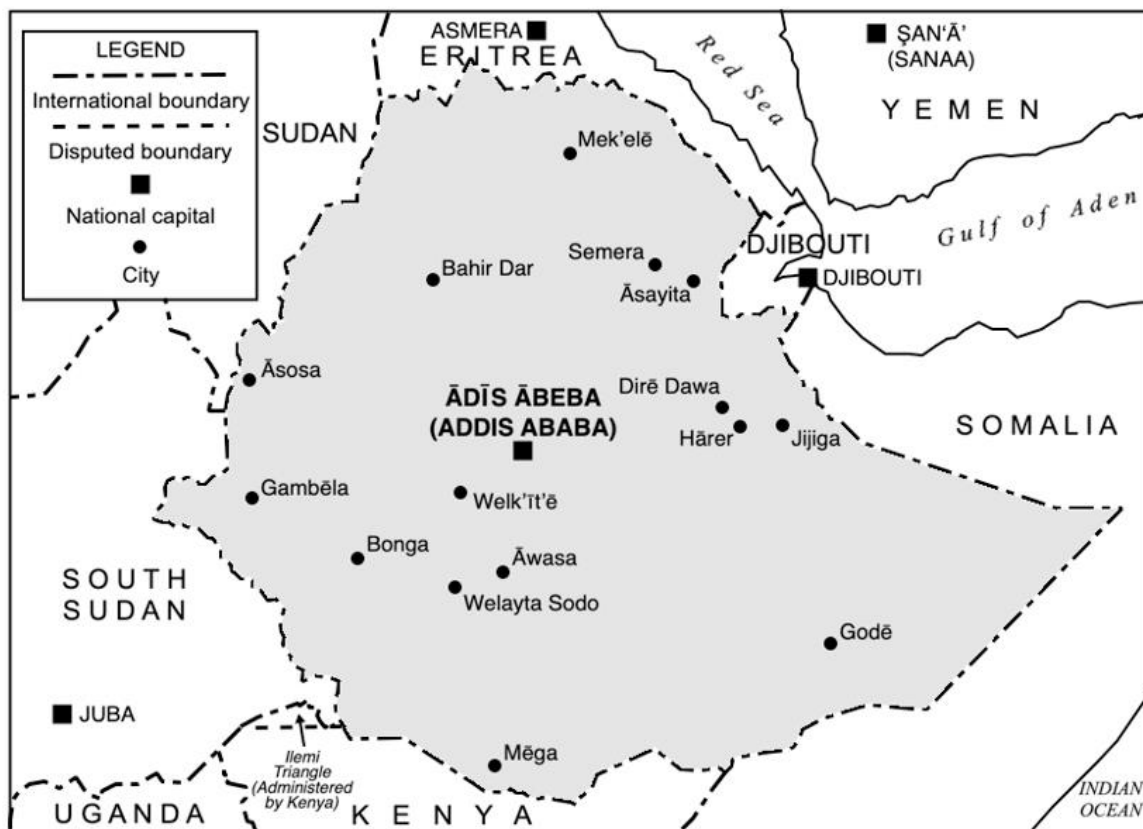 LEGEND
International boundary
Disputed boundary
National capital
City
ASMERA
ERITREA
Red Sea
ṢAN‘Ā’
(SANAA)
YEMEN
SUDAN
Mek’elē
Gulf of Aden
DJIBOUTI
DJIBOUTI
Semera
Āsayita
Bahir Dar
Āsosa
ĀDĪS ĀBEBA
(ADDIS ABABA)
Dirē Dawa
Hārer
Jijiga
SOMALIA
Gambēla
Welk’īt’ē
Bonga
Āwasa
Welayta Sodo
SOUTH
SUDAN
Godē
JUBA
Ilemi
Triangle
(Administered
by Kenya)
Mēga
UGANDA
KENYA
INDIAN
OCEAN